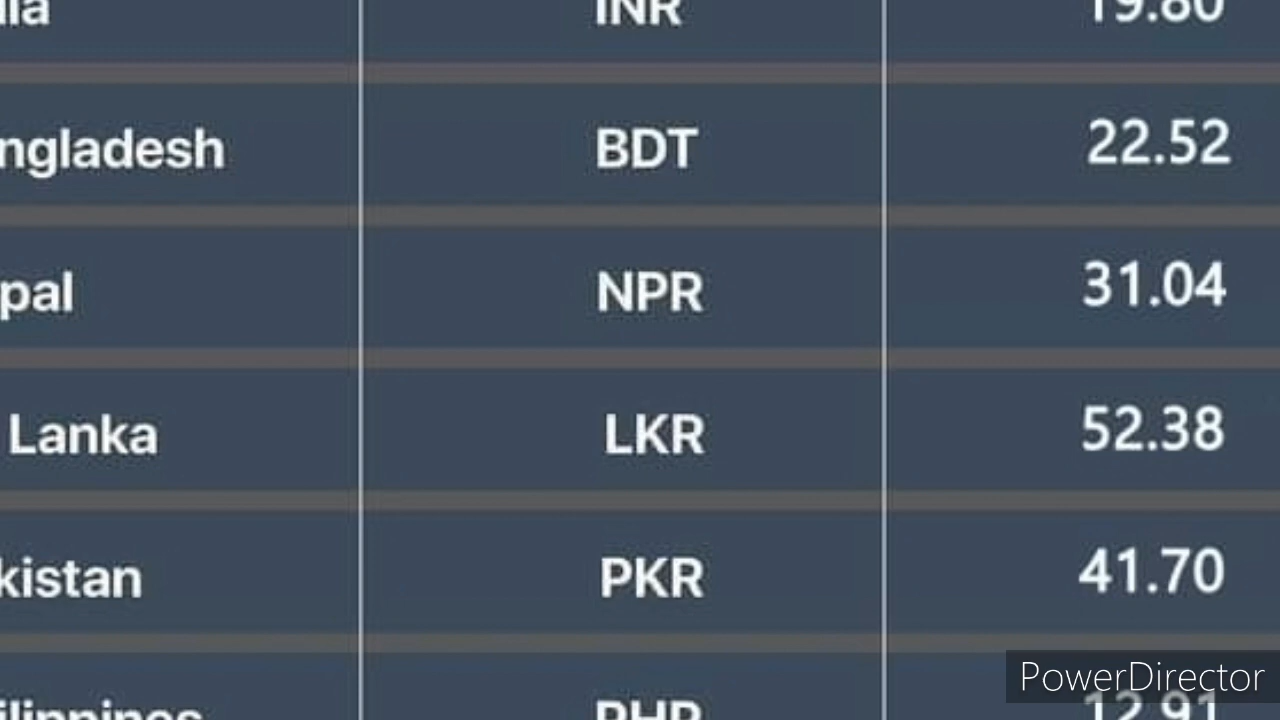 dia INR 19.80
ngladesh BDT 22.52
pal NPR 31.04
Lanka LKR 52.38
kistan PKR 41.70
ilippines PHP 12.91
PowerDirector